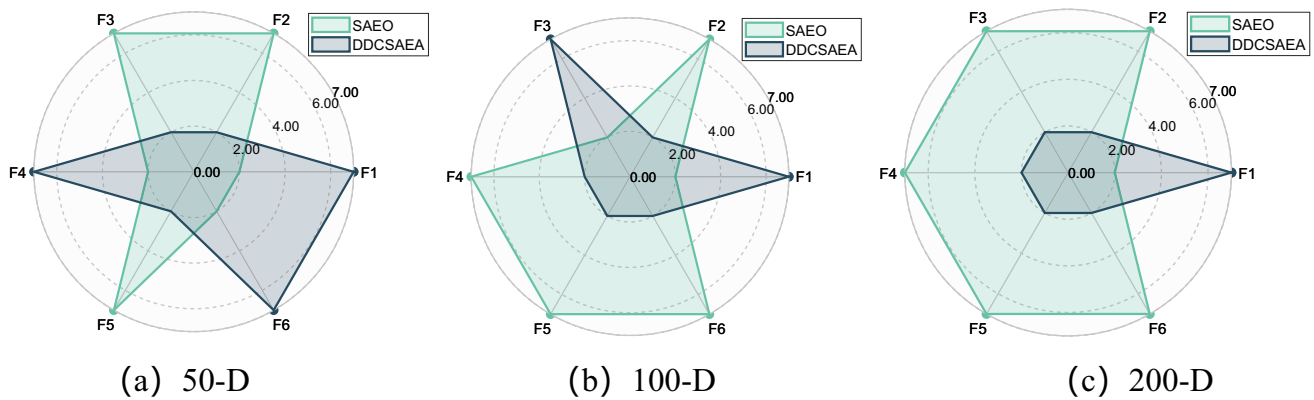 F3
F2
SAEO
DDCSAEA
7.00
6.00
4.00
2.00
0.00
F4
F1
F5
F6
(a) 50-D
F3
F2
SAEO
DDCSAEA
7.00
6.00
4.00
2.00
0.00
F4
F1
F5
F6
(b) 100-D
F3
F2
SAEO
DDCSAEA
7.00
6.00
4.00
2.00
0.00
F4
F1
F5
F6
(c) 200-D